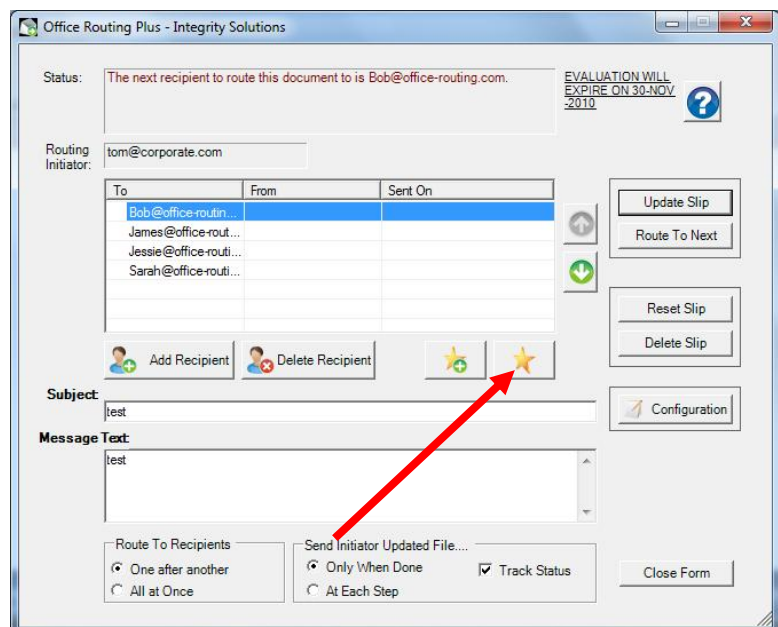 Office Routing Plus - Integrity Solutions
Status:
The next recipient to route this document to is Bob@office-routing.com.
EVALUATION WILL
EXPIRE ON 30-NOV
-2010
Routing
Initiator:
tom@corporate.com
To From Sent On
Bob@office-routin...
James@office-rout...
Jessie@office-routi...
Sarah@office-routi...
Update Slip
Route To Next
Reset Slip
Delete Slip
Add Recipient Delete Recipient
Configuration
Subject:
test
Message Text:
test
Route To Recipients
One after another
All at Once
Send Initiator Updated File....
Only When Done
At Each Step
Track Status
Close Form